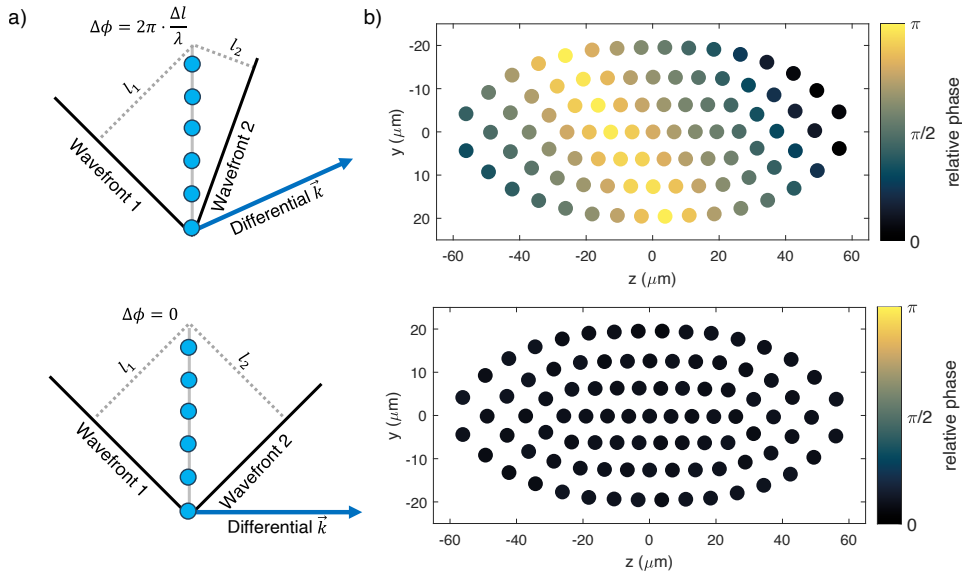 a)
Δϕ = 2π · Δl/λ
l₁
l₂
Wavefront 1
Wavefront 2
Differential k⃗
Δϕ = 0
l₁
l₂
Wavefront 1
Wavefront 2
Differential k⃗
b)
-20
-10
0
10
20
y (μm)
-60 -40 -20 0 20 40 60
z (μm)
π
π/2
0
relative phase
20
10
0
-10
-20
y (μm)
-60 -40 -20 0 20 40 60
z (μm)
π
π/2
0
relative phase